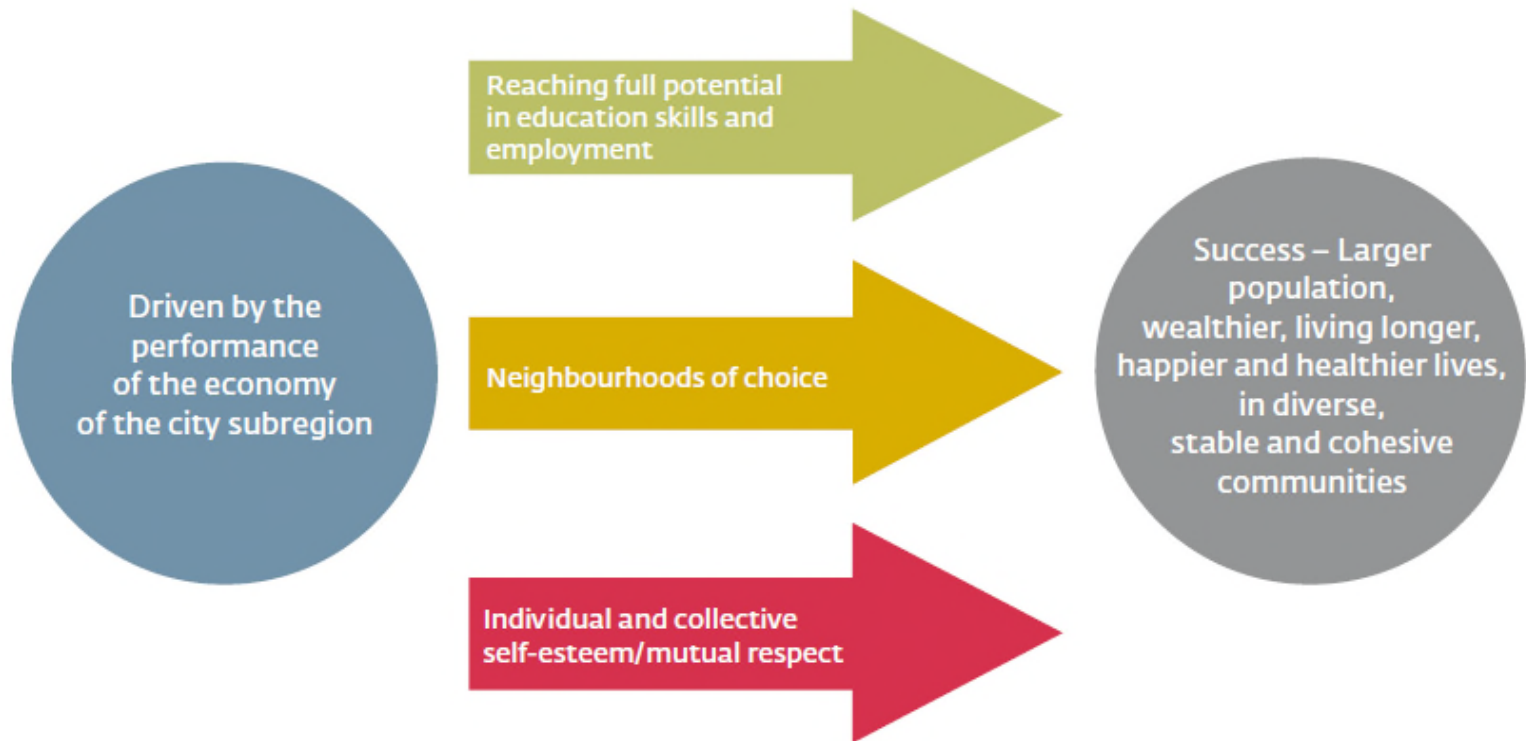 Driven by the
performance
of the economy
of the city subregion
Reaching full potential
in education skills and
employment
Neighbourhoods of choice
Individual and collective
self-esteem/mutual respect
Success – Larger
population,
wealthier, living longer,
happier and healthier lives,
in diverse,
stable and cohesive
communities